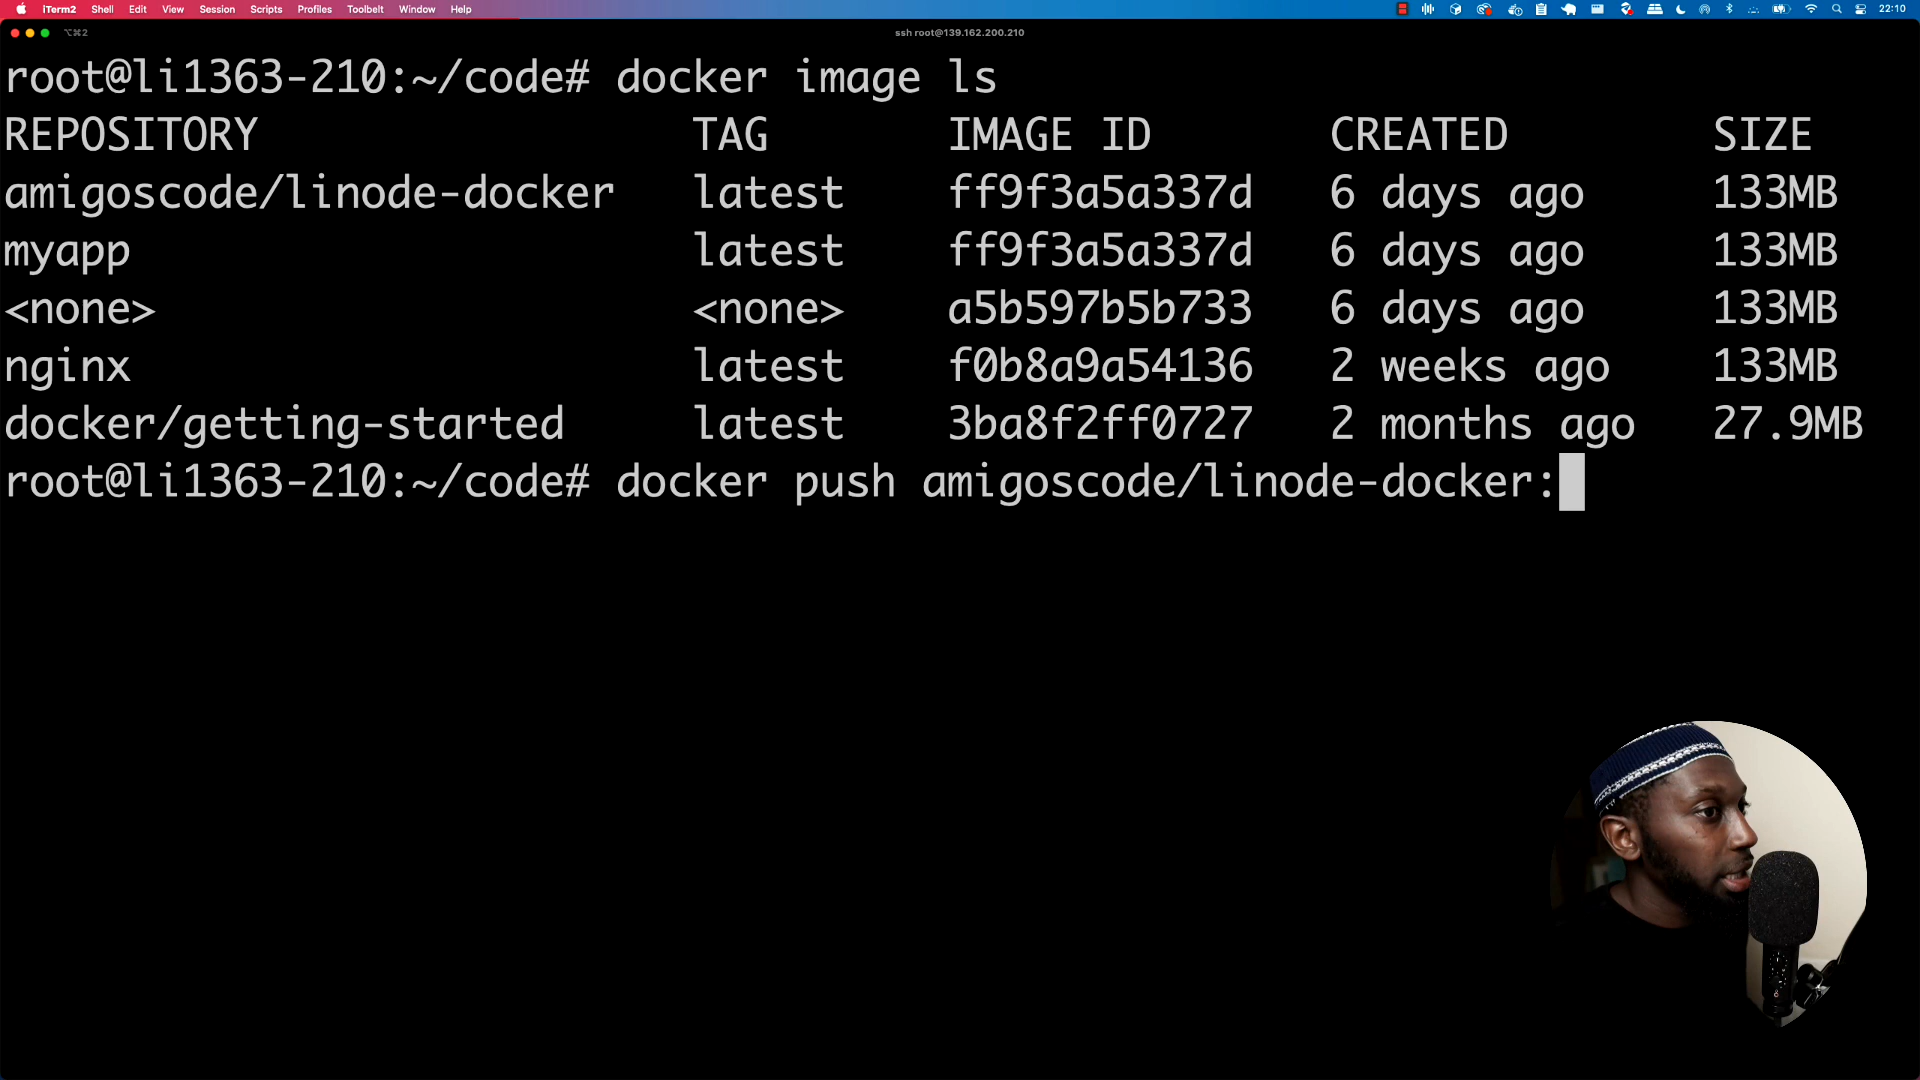 iTerm2 Shell Edit View Session Scripts Profiles Toolbelt Window Help 22:10
⌥⌘2 ssh root@139.162.200.210
root@li1363-210:~/code# docker image ls
REPOSITORY TAG IMAGE ID CREATED SIZE
amigoscode/linode-docker latest ff9f3a5a337d 6 days ago 133MB
myapp latest ff9f3a5a337d 6 days ago 133MB
<none> <none> a5b597b5b733 6 days ago 133MB
nginx latest f0b8a9a54136 2 weeks ago 133MB
docker/getting-started latest 3ba8f2ff0727 2 months ago 27.9MB
root@li1363-210:~/code# docker push amigoscode/linode-docker: